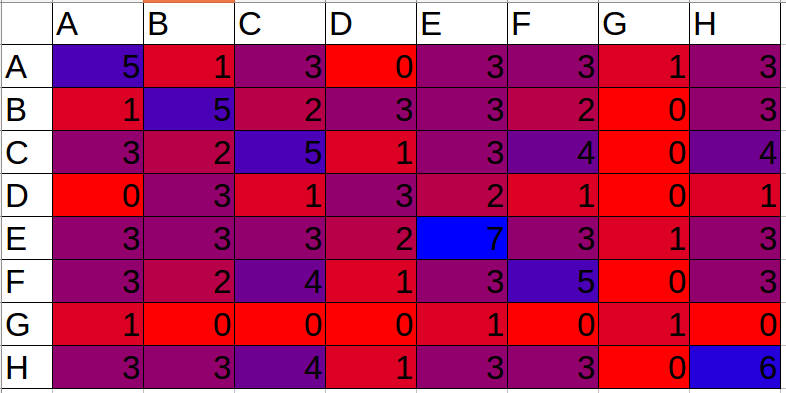 A B C D E F G H
A 5 1 3 0 3 3 1 3
B 1 5 2 3 3 2 0 3
C 3 2 5 1 3 4 0 4
D 0 3 1 3 2 1 0 1
E 3 3 3 2 7 3 1 3
F 3 2 4 1 3 5 0 3
G 1 0 0 0 1 0 1 0
H 3 3 4 1 3 3 0 6